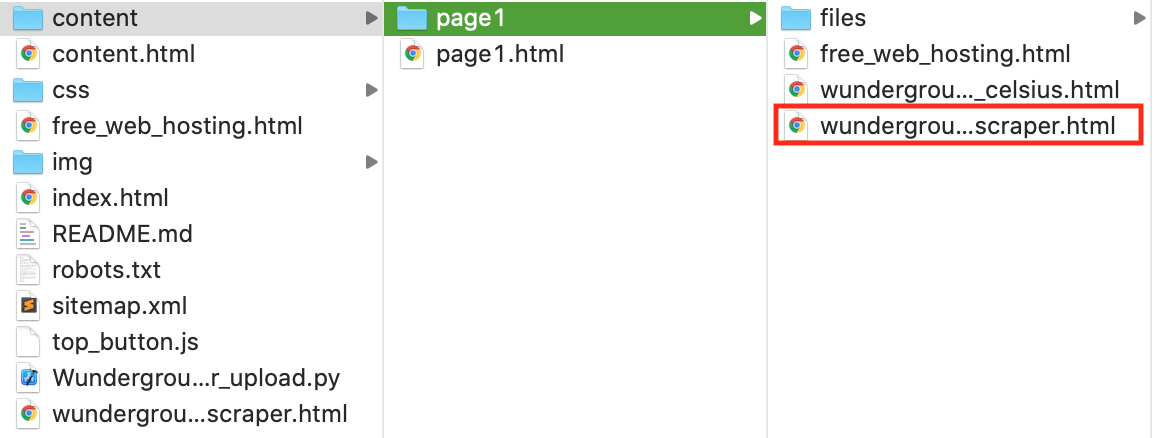 content
content.html
css
free_web_hosting.html
img
index.html
README.md
robots.txt
sitemap.xml
top_button.js
Wundergrou...r_upload.py
wundergrou...scraper.html
page1
page1.html
files
free_web_hosting.html
wundergrou..._celsius.html
wundergrou...scraper.html